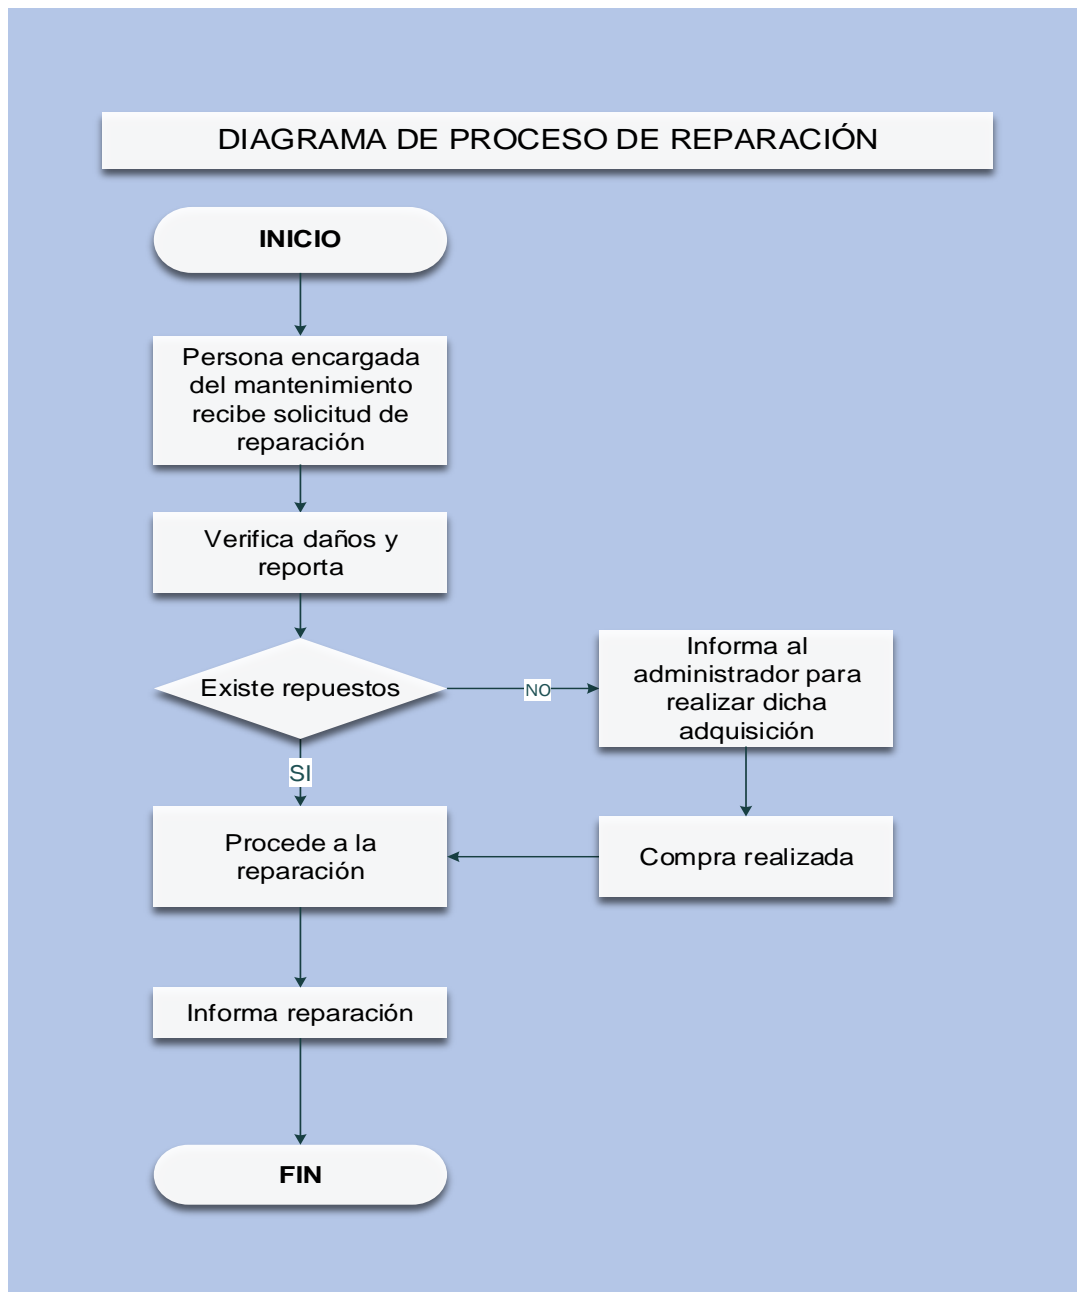 DIAGRAMA DE PROCESO DE REPARACIÓN
INICIO
Persona encargada
del mantenimiento
recibe solicitud de
reparación
Verifica daños y
reporta
Existe repuestos
NO
Informa al
administrador para
realizar dicha
adquisición
SI
Procede a la
reparación
Compra realizada
Informa reparación
FIN